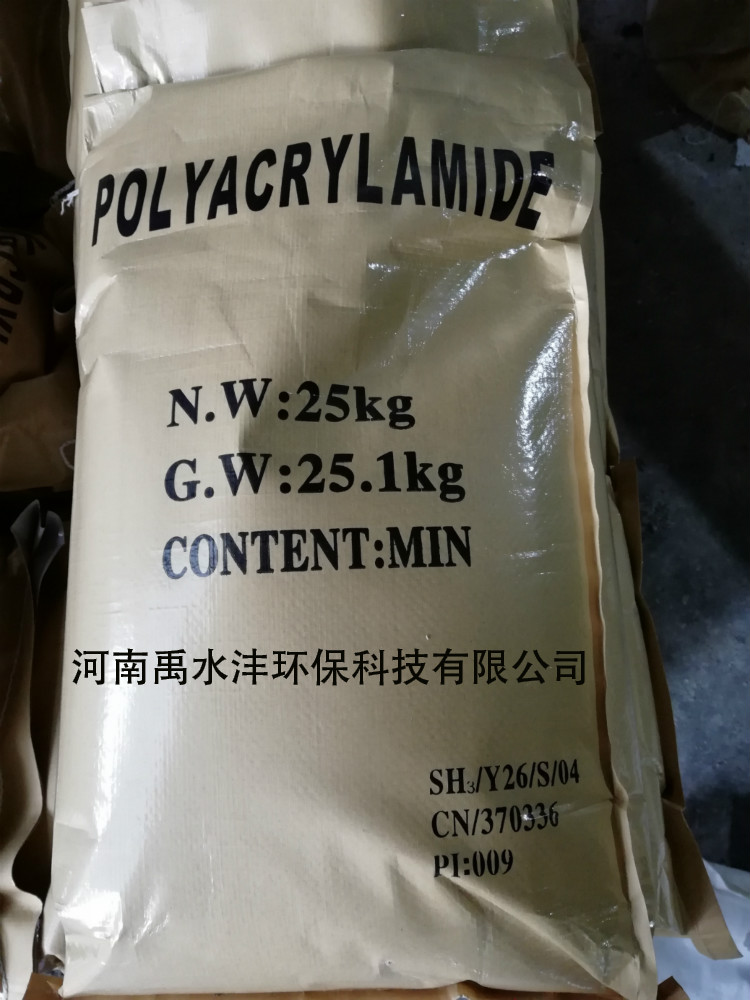 POLYACRYLAMIDE
N.W:25kg
G.W:25.1kg
CONTENT:MIN
河南禹水沣环保科技有限公司
SH₃/Y26/S/04
CN/370336
PI:009